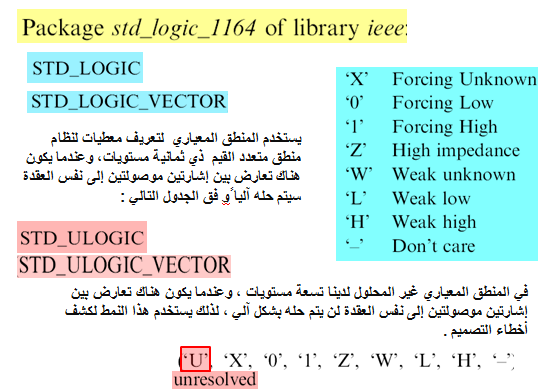 Package std_logic_1164 of library ieee:
STD_LOGIC
STD_LOGIC_VECTOR
‘X’ Forcing Unknown
‘0’ Forcing Low
‘1’ Forcing High
‘Z’ High impedance
‘W’ Weak unknown
‘L’ Weak low
‘H’ Weak high
‘–’ Don’t care
يستخدم المنطق المعياري لتعريف معطيات لنظام
منطق متعدد القيم ذي ثمانية مستويات، وعندما يكون
هناك تعارض بين إشارتين موصولتين إلى نفس العقدة
سيتم حله آلياً و فق الجدول التالي :
STD_ULOGIC
STD_ULOGIC_VECTOR
في المنطق المعياري غير المحلول لدينا تسعة مستويات ، وعندما يكون هناك تعارض بين
إشارتين موصولتين إلى نفس العقدة لن يتم حله بشكل آلي ، لذلك يستخدم هذا النمط لكشف
أخطاء التصميم .
(‘U’, ‘X’, ‘0’, ‘1’, ‘Z’, ‘W’, ‘L’, ‘H’, ‘–’)
unresolved